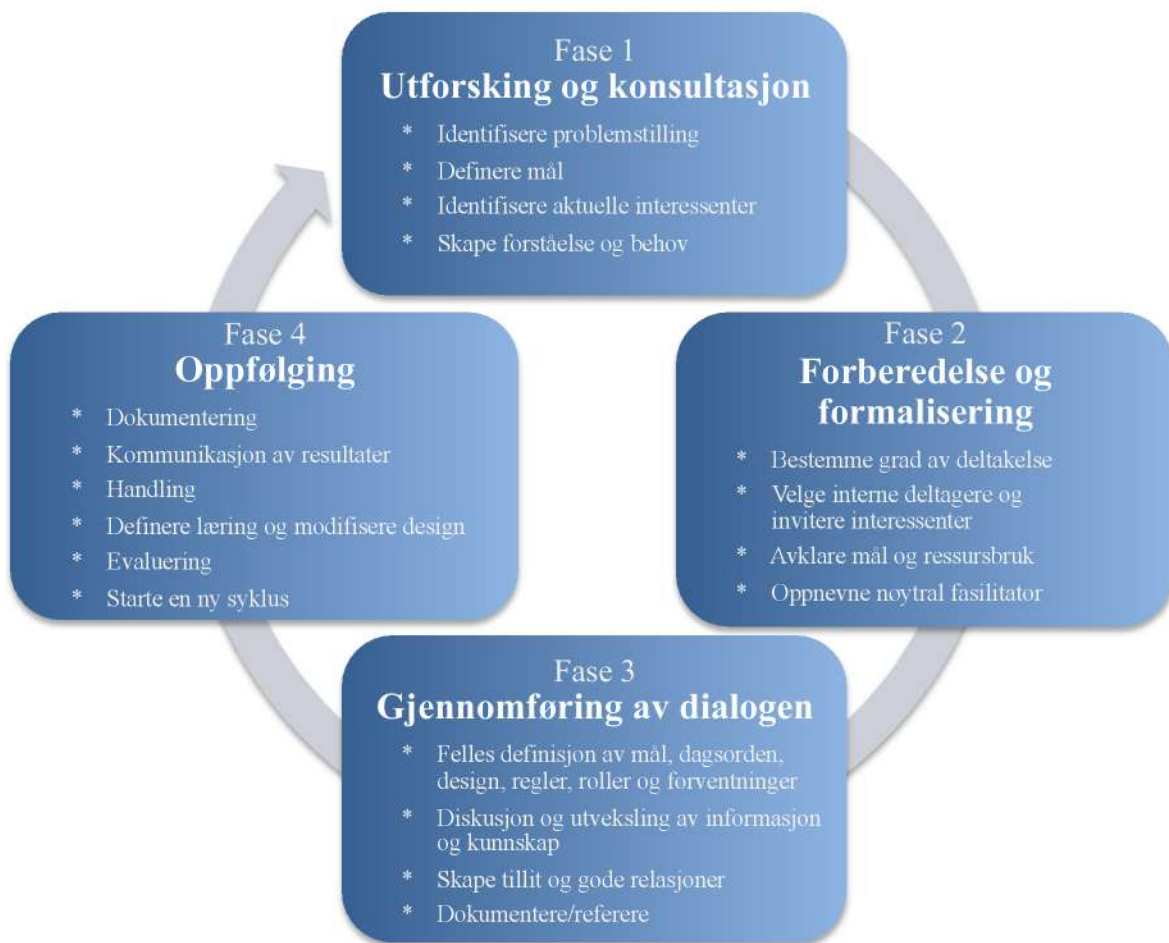 Fase 1
Utforsking og konsultasjon
* Identifisere problemstilling
* Definere mål
* Identifisere aktuelle interessenter
* Skape forståelse og behov
Fase 2
Forberedelse og
formalisering
* Bestemme grad av deltakelse
* Velge interne deltagere og
invitere interessenter
* Avklare mål og ressursbruk
* Oppnevne nøytral fasilitator
Fase 3
Gjennomføring av dialogen
* Felles definisjon av mål, dagsorden,
design, regler, roller og forventninger
* Diskusjon og utveksling av informasjon
og kunnskap
* Skape tillit og gode relasjoner
* Dokumentere/referere
Fase 4
Oppfølging
* Dokumentering
* Kommunikasjon av resultater
* Handling
* Definere læring og modifisere design
* Evaluering
* Starte en ny syklus